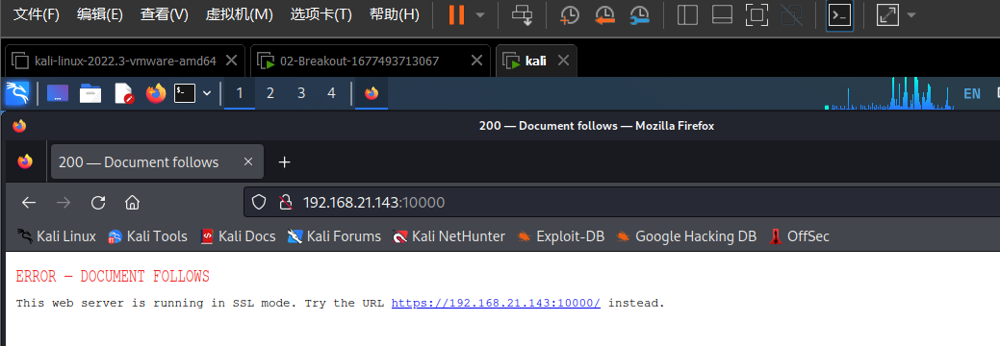 文件(F) 编辑(E) 查看(V) 虚拟机(M) 选项卡(T) 帮助(H)
kali-linux-2022.3-vmware-amd64 02-Breakout-1677493713067 kali
1 2 3 4 EN
200 — Document follows — Mozilla Firefox
200 — Document follows
192.168.21.143:10000
Kali Linux Kali Tools Kali Docs Kali Forums Kali NetHunter Exploit-DB Google Hacking DB OffSec
ERROR — DOCUMENT FOLLOWS
This web server is running in SSL mode. Try the URL https://192.168.21.143:10000/ instead.